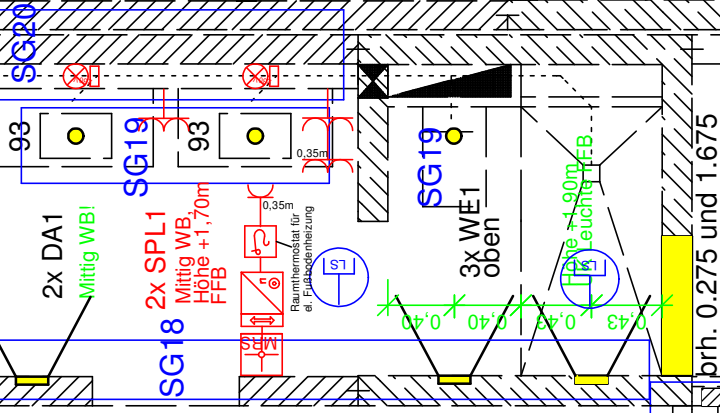 SG20
93
SG19
93
0,35m
SG19
2x DA1
Mittig WB!
2x SPL1
Mittig WB,
Höhe +1,70m
FFB
0,35m
Raumthermostat für
el. Fußbodenheizung
LS
3x WE1
oben
Höhe +1,90m
Leuchte FFB
LS
0,40
0,40
0,43
0,43
SG18
MRS
brh. 0.275 und 1.675